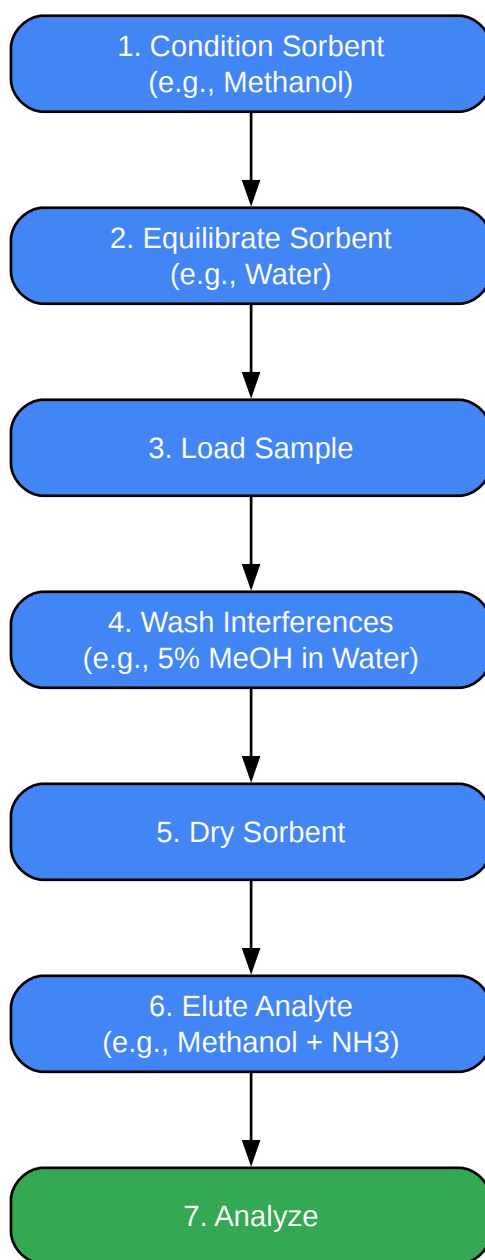 1. Condition Sorbent
(e.g., Methanol)
2. Equilibrate Sorbent
(e.g., Water)
3. Load Sample
4. Wash Interferences
(e.g., 5% MeOH in Water)
5. Dry Sorbent
6. Elute Analyte
(e.g., Methanol + NH3)
7. Analyze